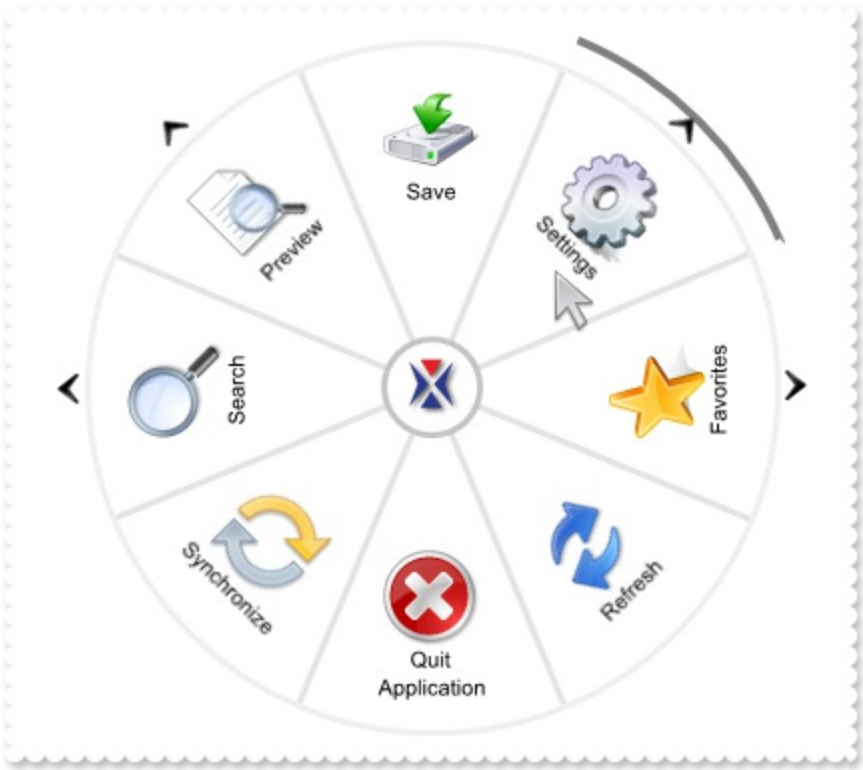 Save
Settings
Favorites
Refresh
Quit
Application
Synchronize
Search
Preview